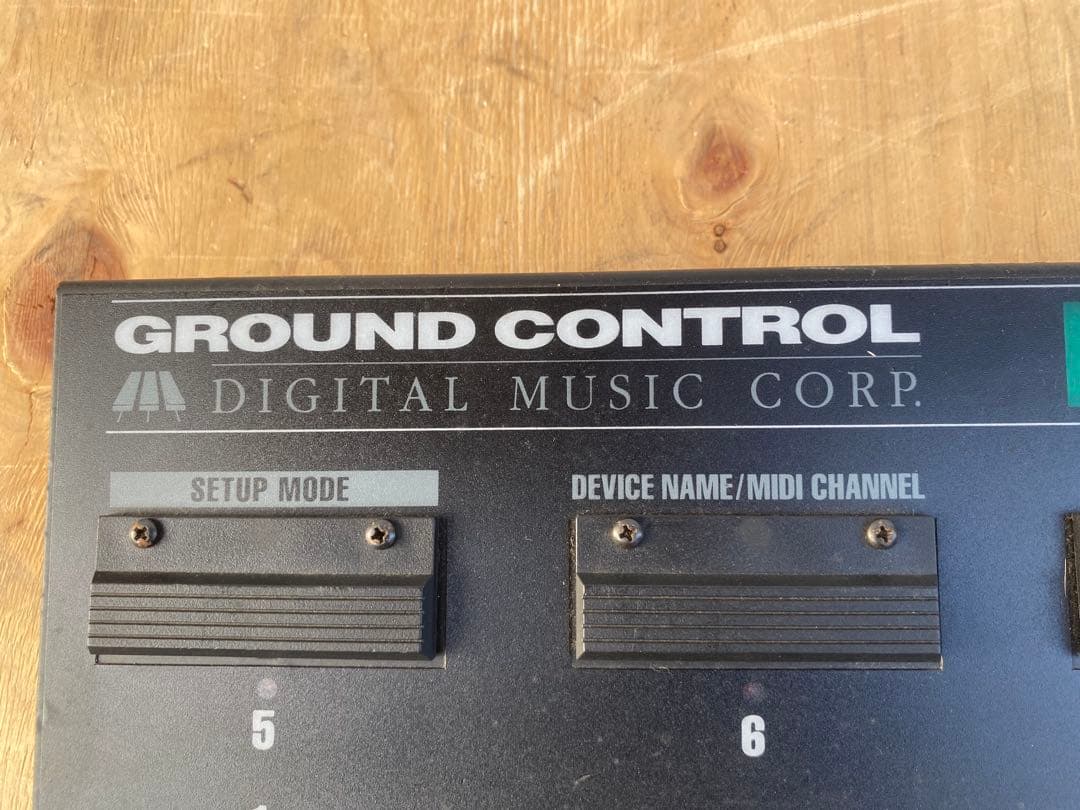 GROUND CONTROL
DIGITAL MUSIC CORP.
SETUP MODE
DEVICE NAME/MIDI CHANNEL
5
6